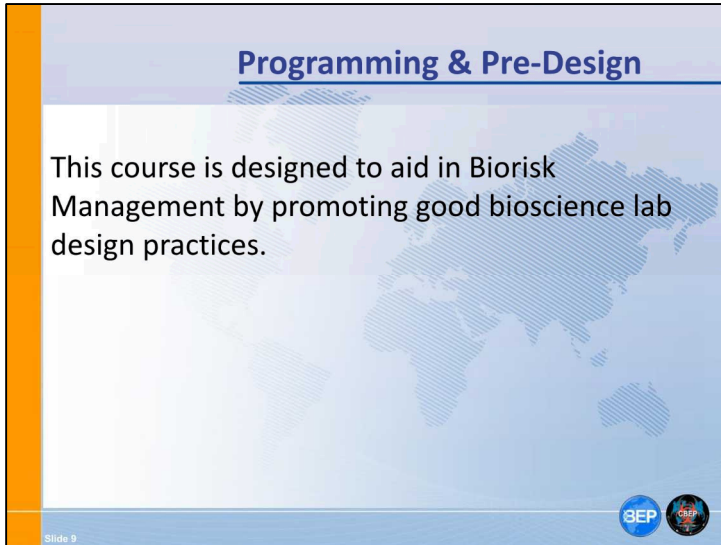 Programming & Pre-Design
This course is designed to aid in Biorisk
Management by promoting good bioscience lab
design practices.
BEP
CBEP
Slide 9